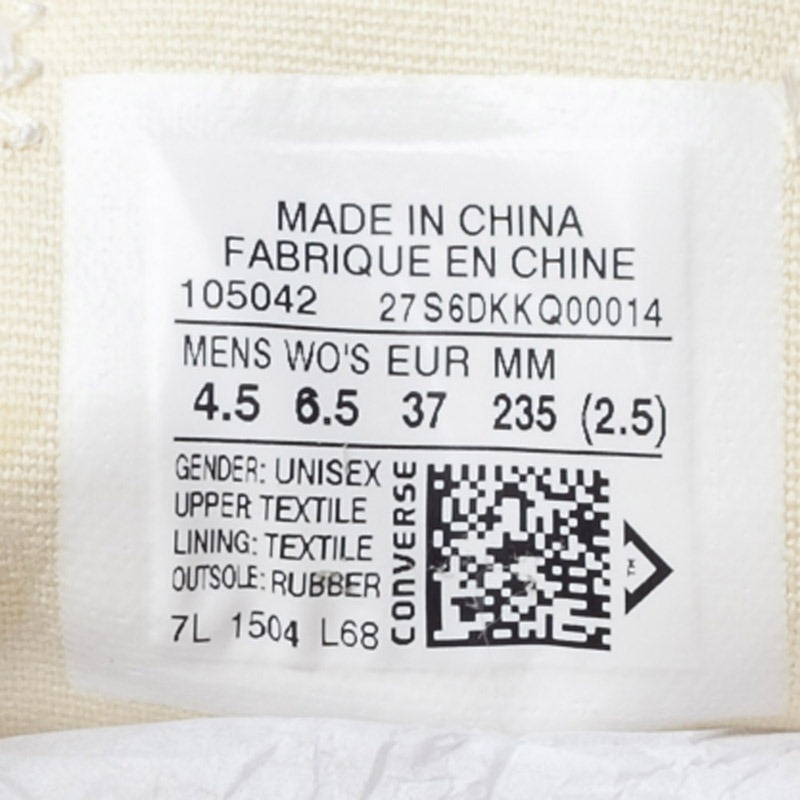 MADE IN CHINA
FABRIQUE EN CHINE
105042 27S6DKKQ00014
MENS WO'S EUR MM
4.5 6.5 37 235 (2.5)
GENDER: UNISEX
UPPER TEXTILE
LINING: TEXTILE
OUTSOLE: RUBBER
7L 1504 L68
CONVERSE
TM